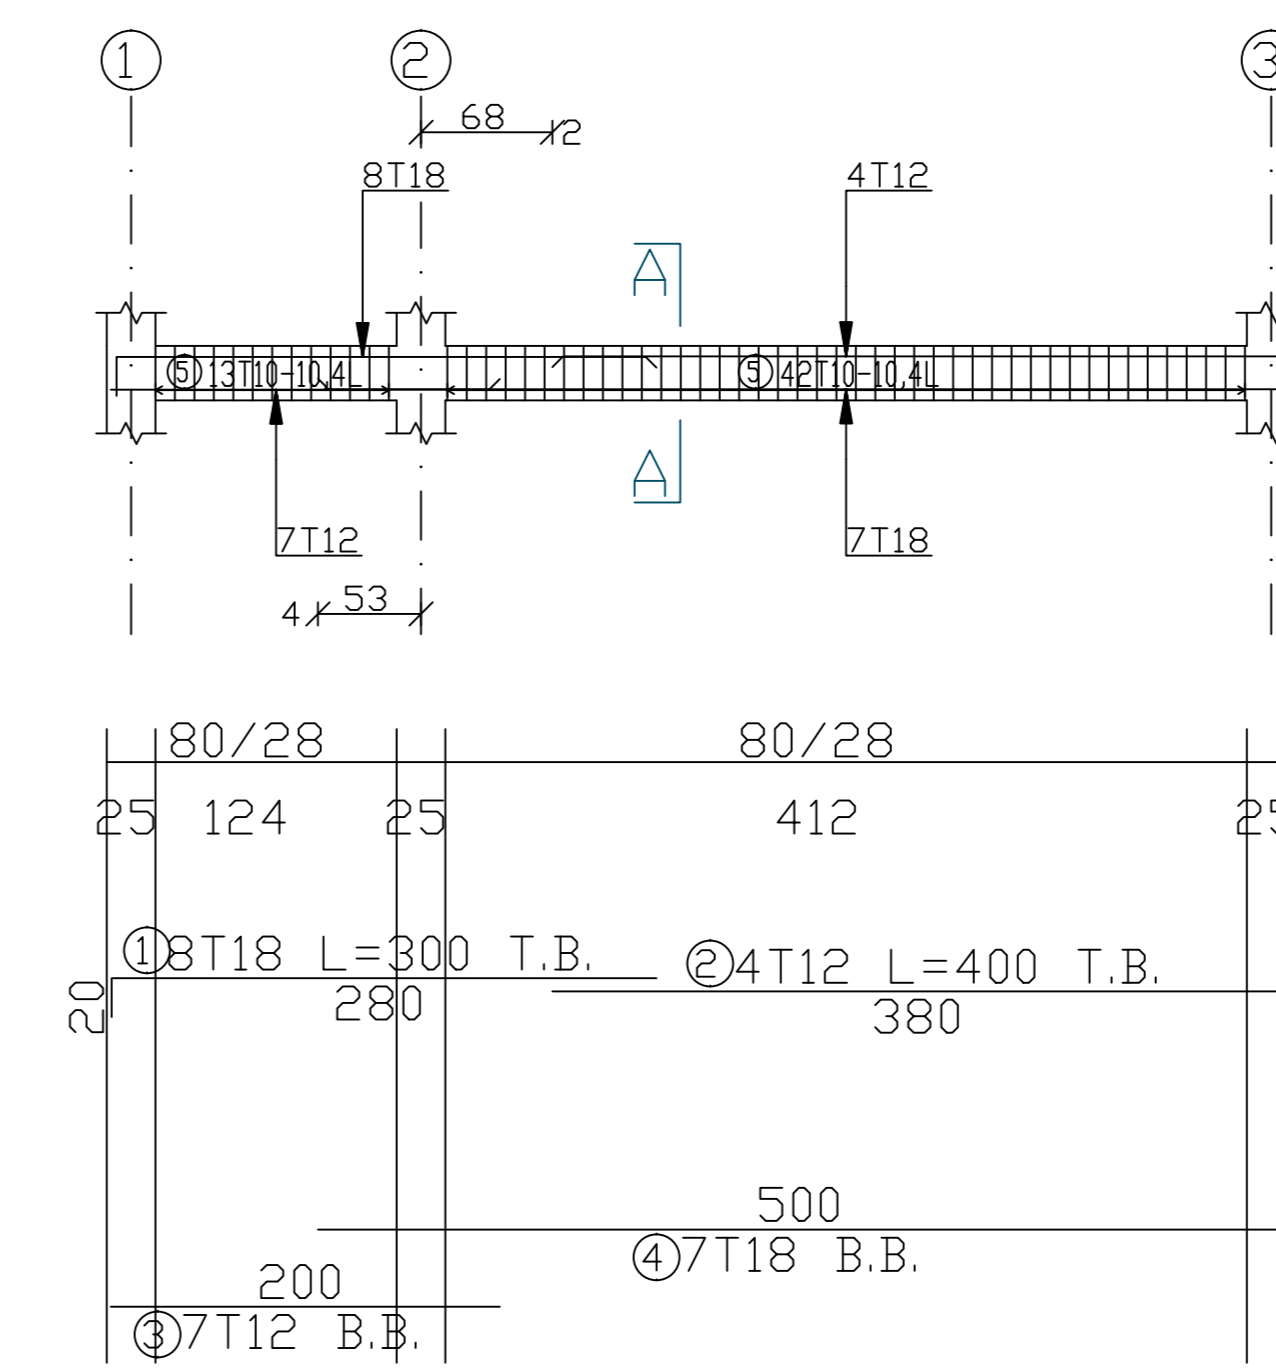 1 2 3
68 2
8T18 4T12
A
5 13T10-10,4L 5 42T10-10,4L
A
7T12 7T18
4 53
80/28 80/28
25 124 25 412 25
1 8T18 L=300 T.B. 2 4T12 L=400 T.B.
20 280 380
500
4 7T18 B.B.
200
3 7T12 B.B.